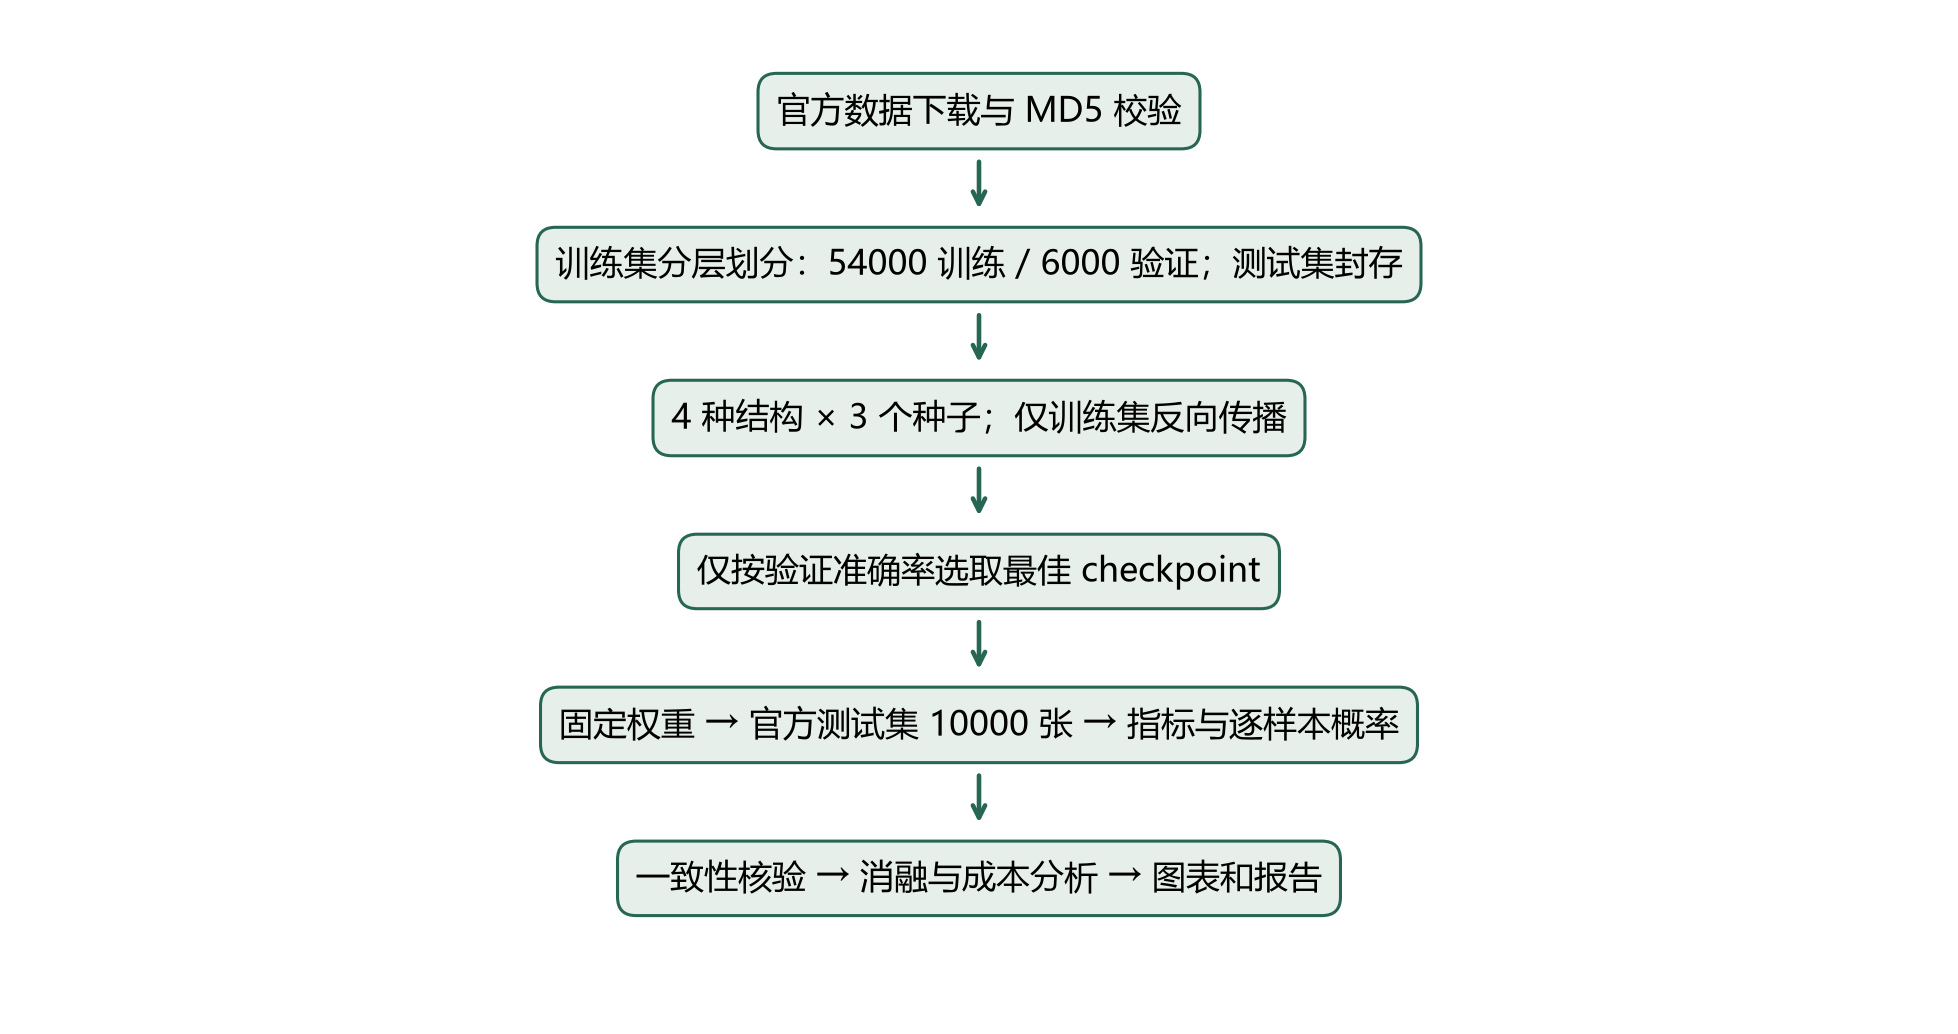 官方数据下载与 MD5 校验
训练集分层划分：54000 训练 / 6000 验证；测试集封存
4 种结构 × 3 个种子；仅训练集反向传播
仅按验证准确率选取最佳 checkpoint
固定权重 → 官方测试集 10000 张 → 指标与逐样本概率
一致性核验 → 消融与成本分析 → 图表和报告